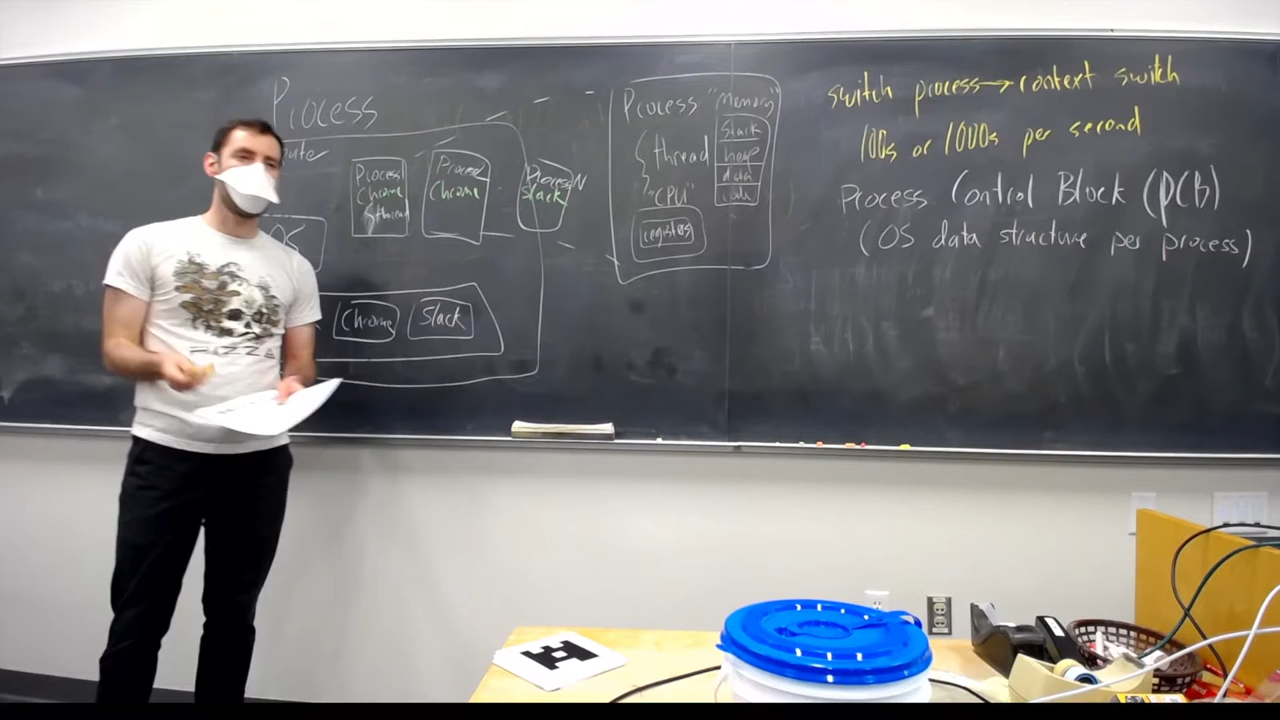 Process
OS
Process 1
Chrome
thread
Process
Chrome
Process N
Slack
Chrome
Slack
Process "Memory"
thread
"CPU"
registers
stack
heap
data
code
switch process → context switch
100s or 1000s per second
Process Control Block (PCB)
(OS data structure per process)